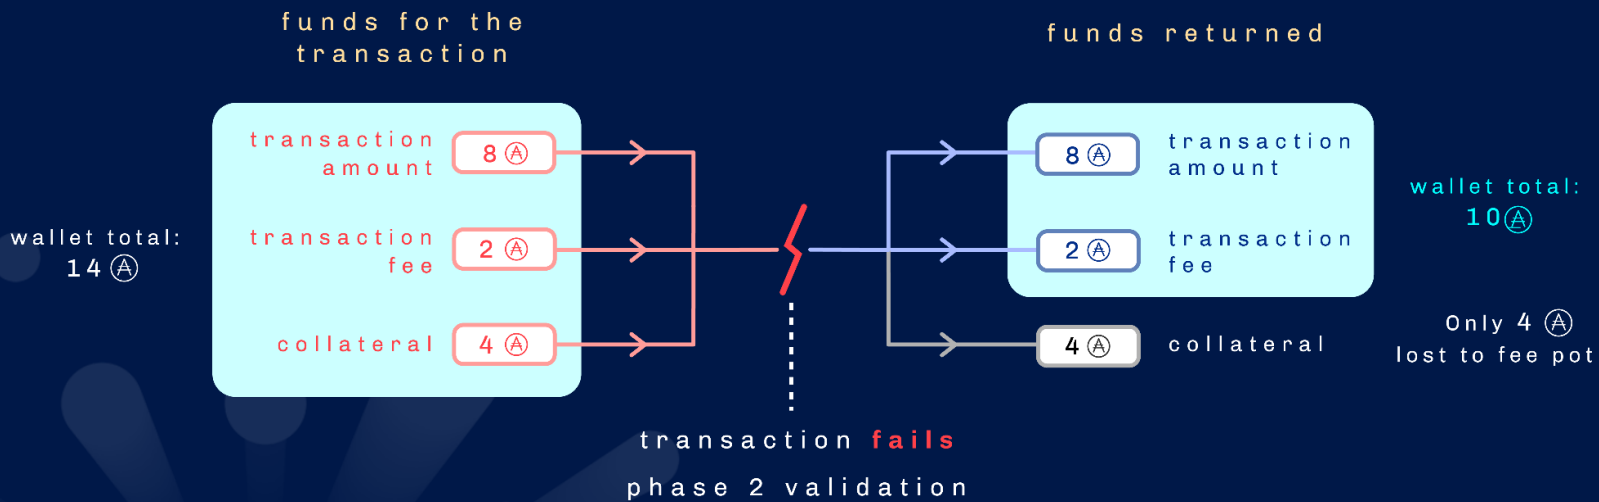 funds for the
transaction
funds returned
transaction
amount
8 ₳
transaction
fee
2 ₳
collateral
4 ₳
wallet total:
14 ₳
8 ₳
transaction
amount
2 ₳
transaction
fee
4 ₳
collateral
wallet total:
10₳
Only 4 ₳
lost to fee pot
transaction fails
phase 2 validation